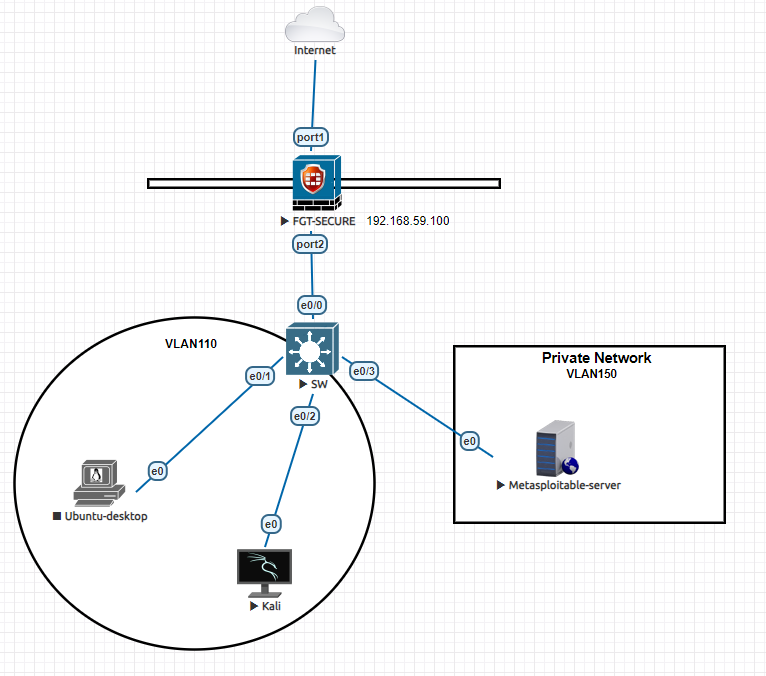 Internet
port1
FGT-SECURE 192.168.59.100
port2
e0/0
VLAN110
SW
e0/1
e0/3
e0/2
Private Network
VLAN150
e0
Metasploitable-server
e0
Ubuntu-desktop
e0
Kali